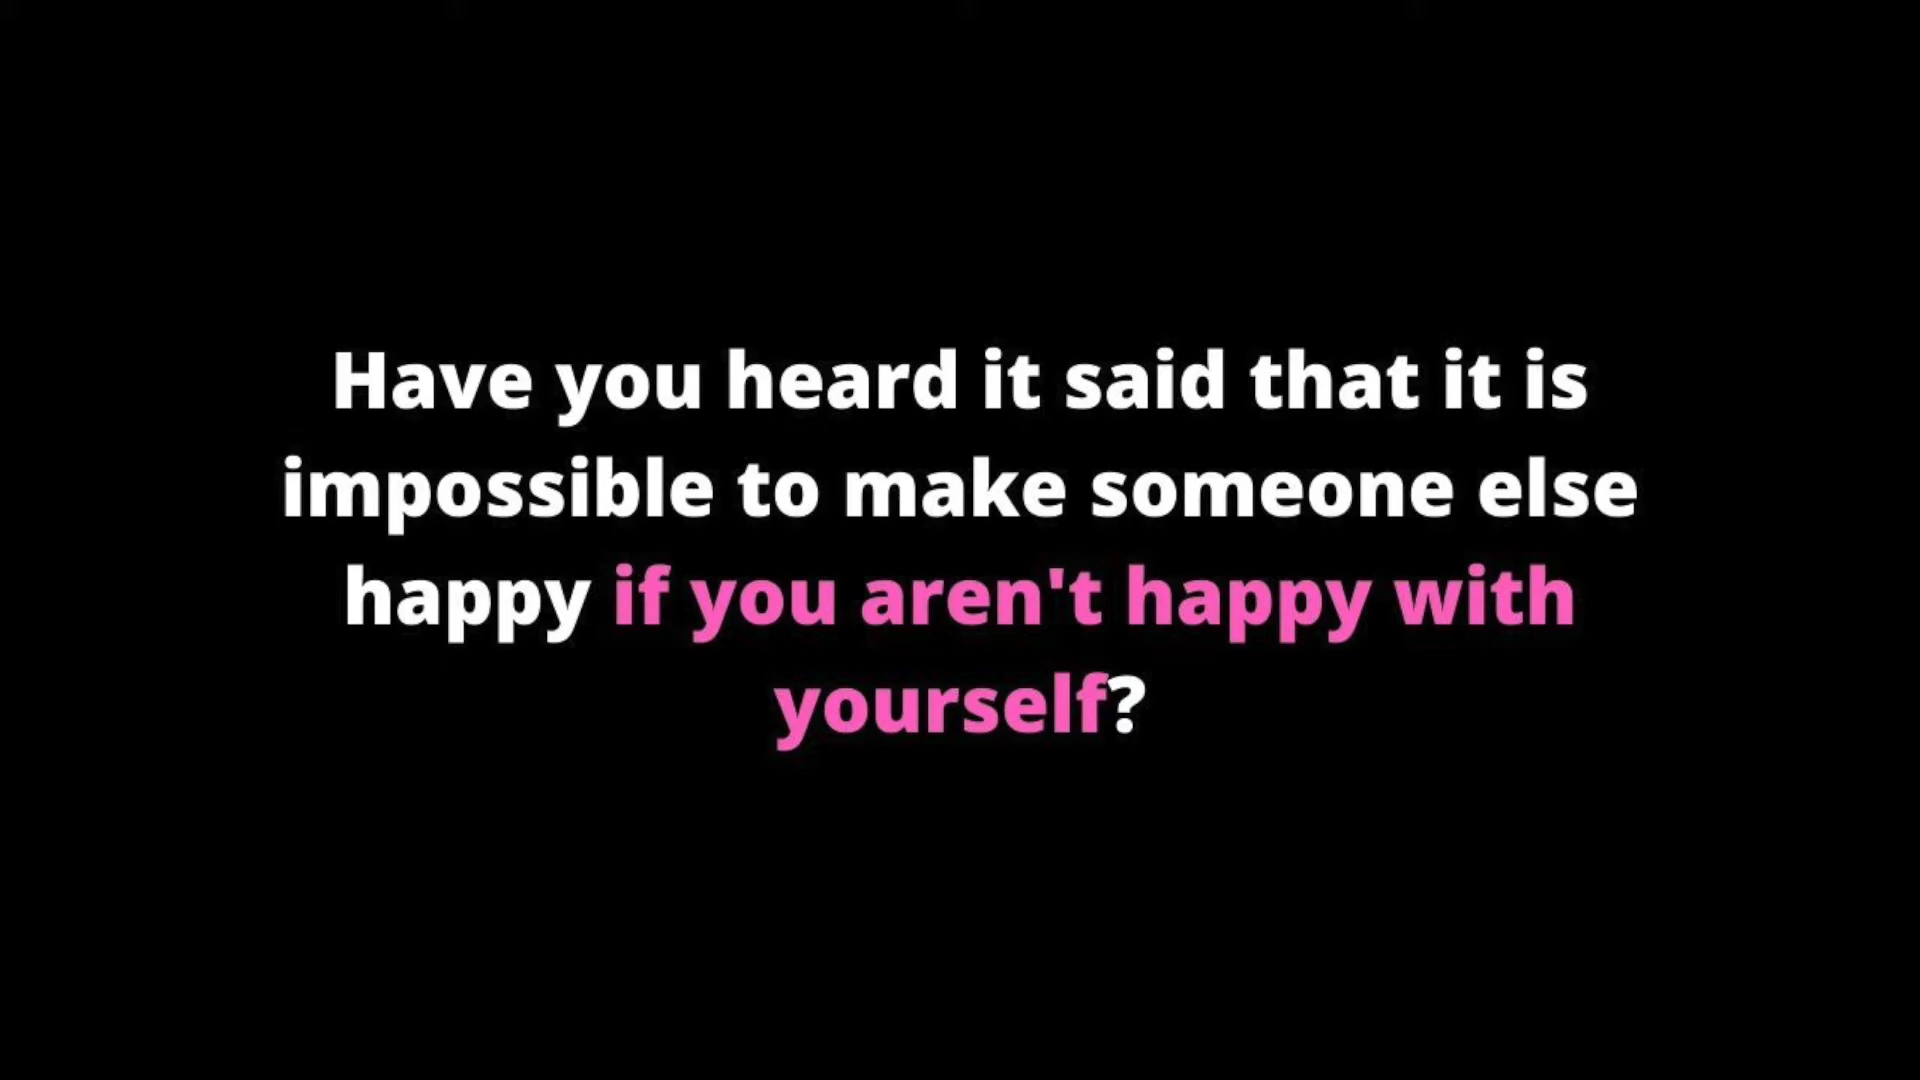 Have you heard it said that it is
impossible to make someone else
happy if you aren't happy with
yourself?